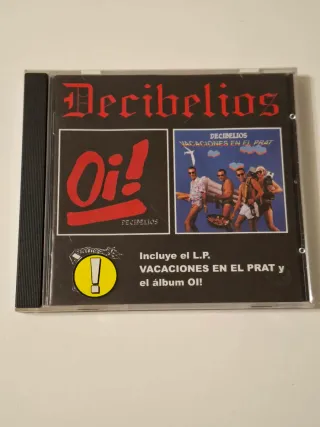 Decibelios
Oi!
DECIBELIOS
DECIBELIOS
"VACACIONES EN EL PRAT"
!
Incluye el L.P.
VACACIONES EN EL PRAT y
el álbum OI!